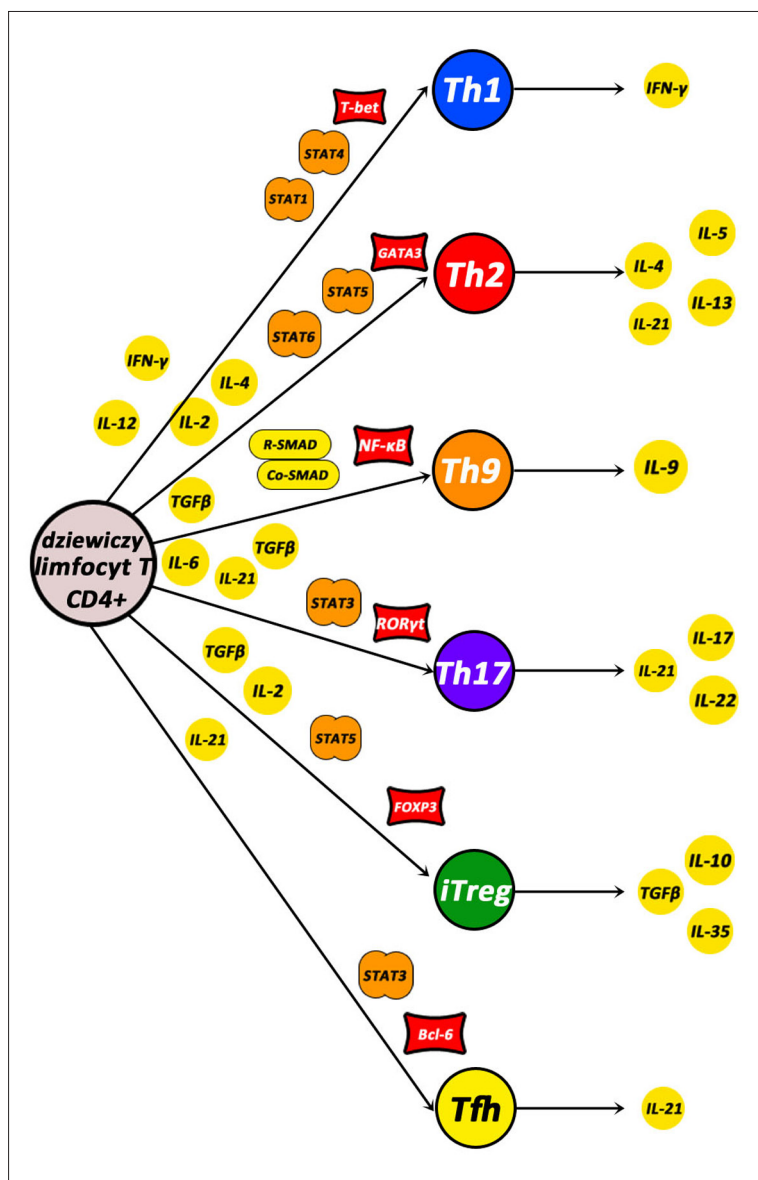 Th1
IFN-γ
T-bet
STAT4
STAT1
Th2
GATA3
IL-5
IL-4
IL-13
IL-21
STAT5
STAT6
IFN-γ
IL-4
IL-12
IL-2
R-SMAD
Co-SMAD
NF-κB
Th9
IL-9
TGFβ
dziewiczy
limfocyt T
CD4+
IL-6
TGFβ
IL-21
STAT3
RORγt
Th17
IL-17
IL-21
IL-22
TGFβ
IL-2
IL-21
STAT5
FOXP3
iTreg
IL-10
TGFβ
IL-35
STAT3
Bcl-6
Tfh
IL-21